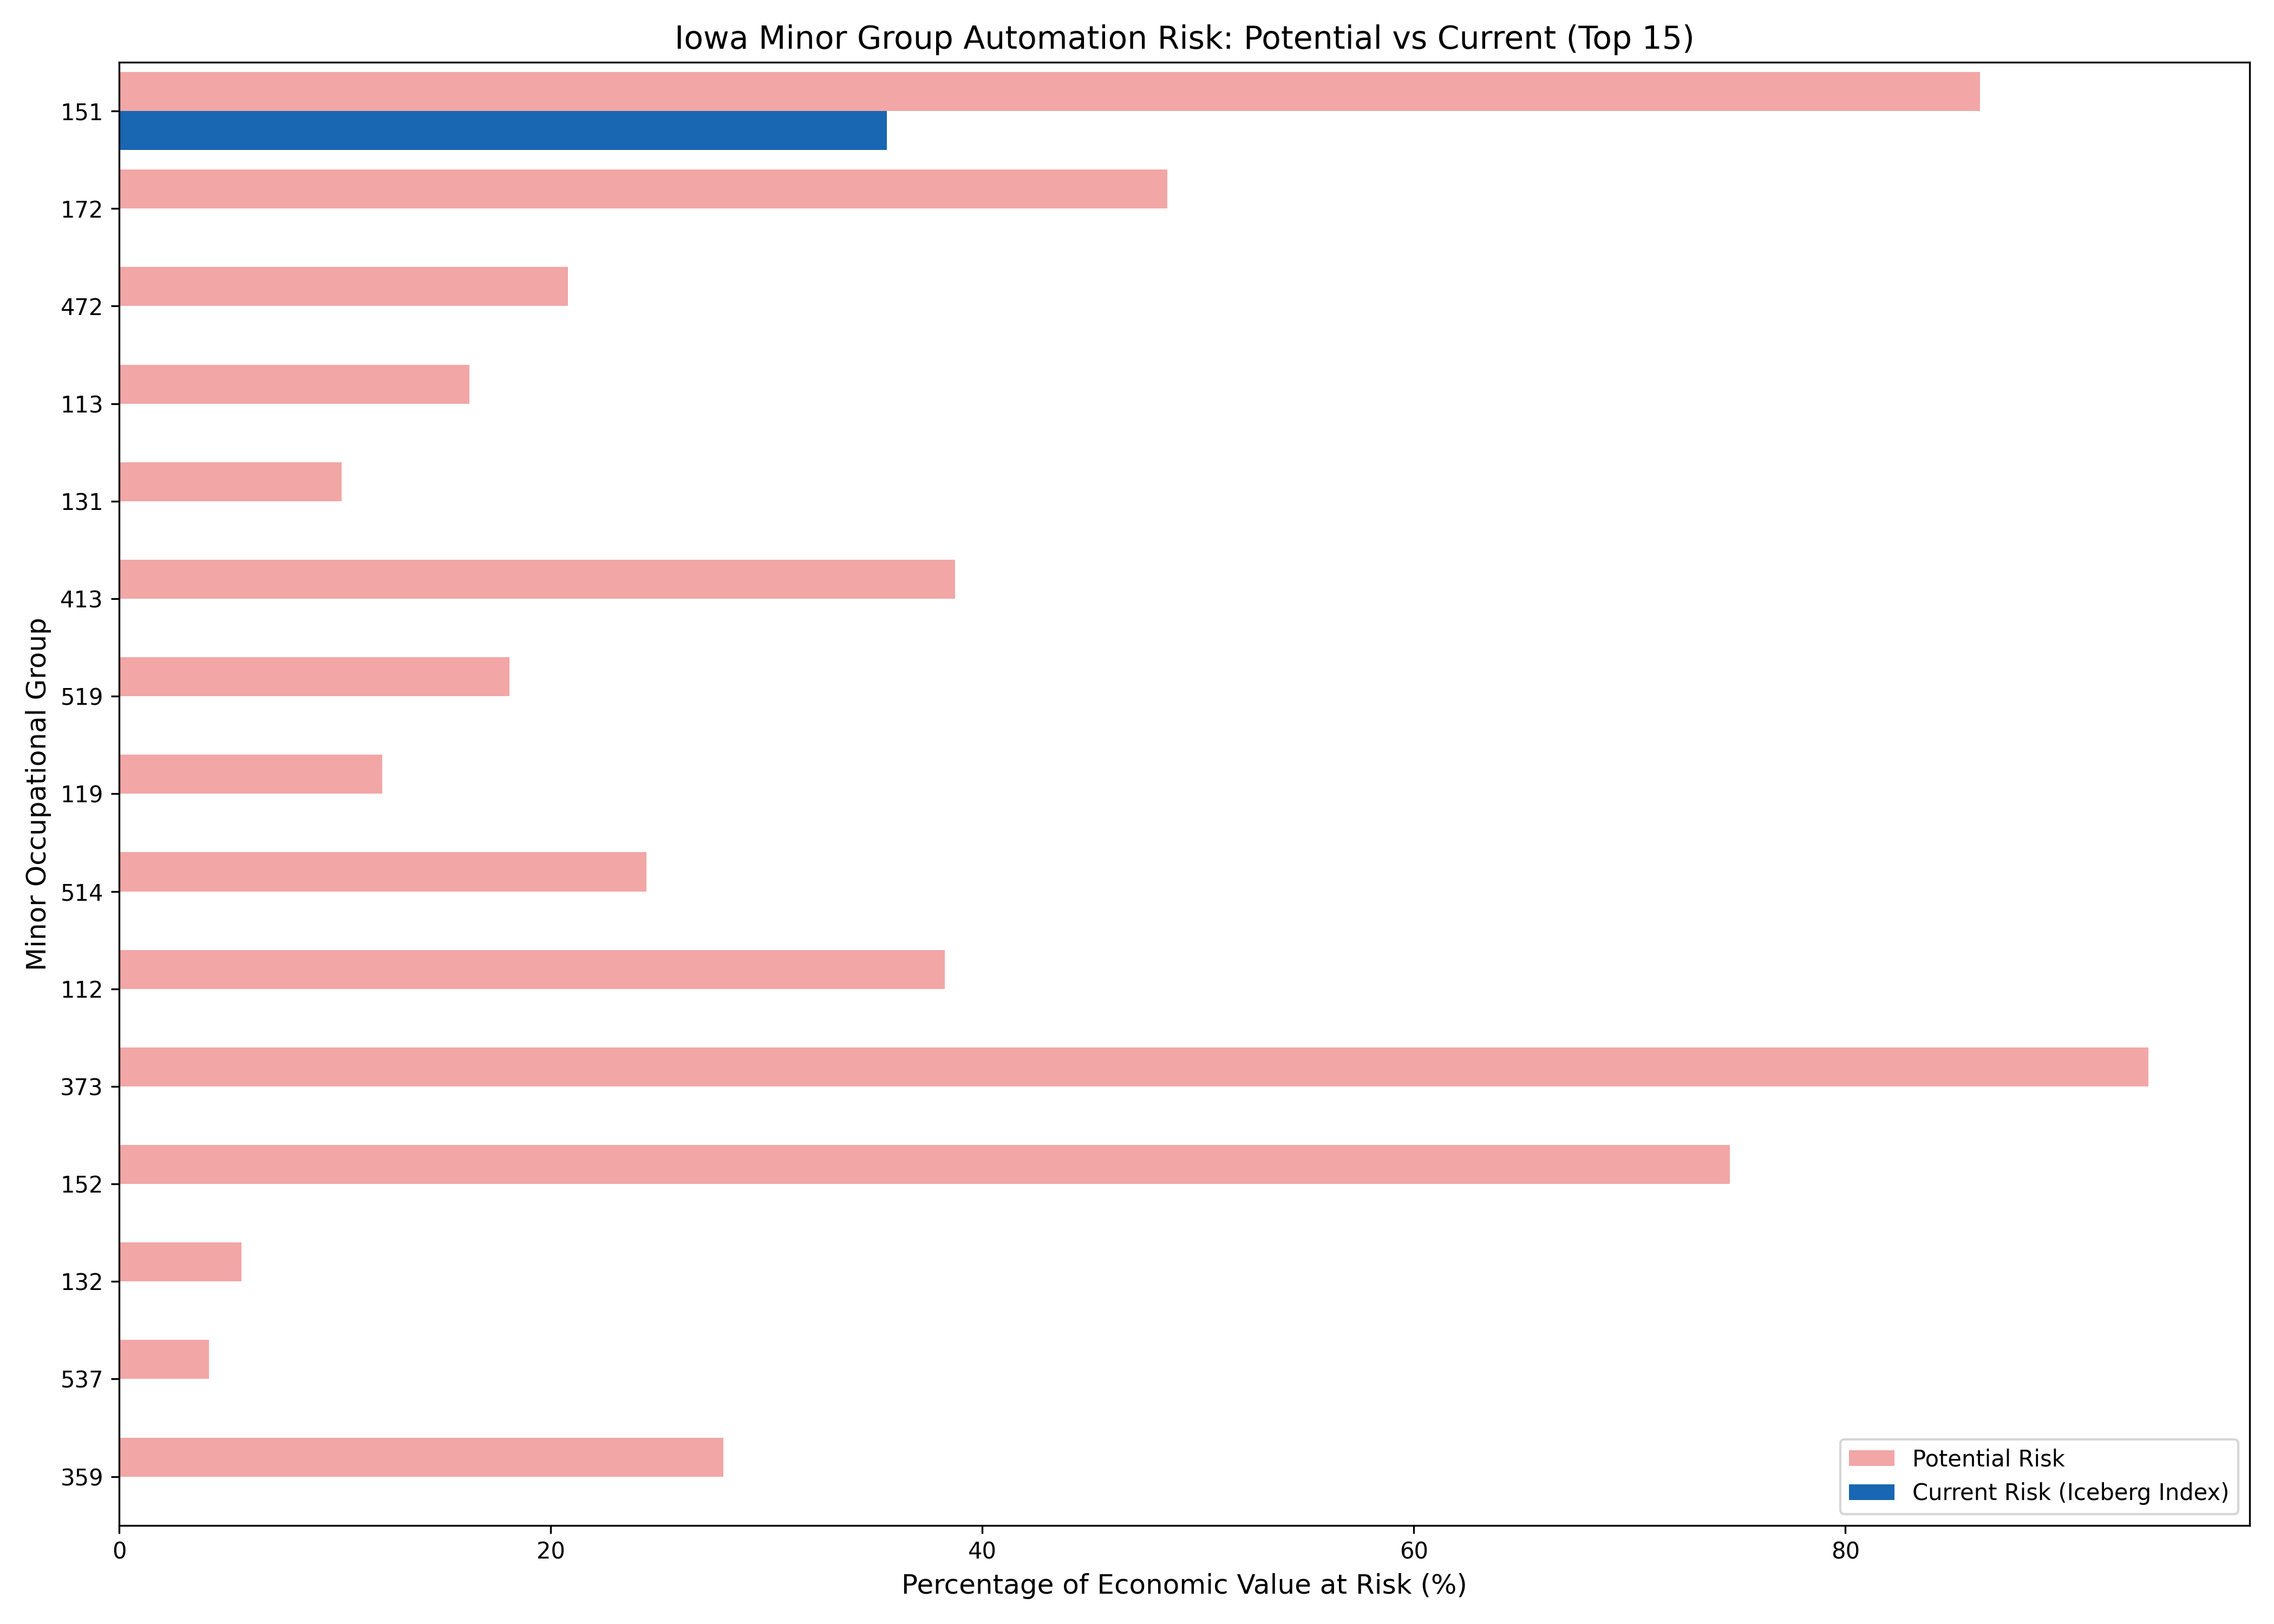 Iowa Minor Group Automation Risk: Potential vs Current (Top 15)
Minor Occupational Group
151
172
472
113
131
413
519
119
514
112
373
152
132
537
359
0 20 40 60 80
Percentage of Economic Value at Risk (%)
Potential Risk
Current Risk (Iceberg Index)